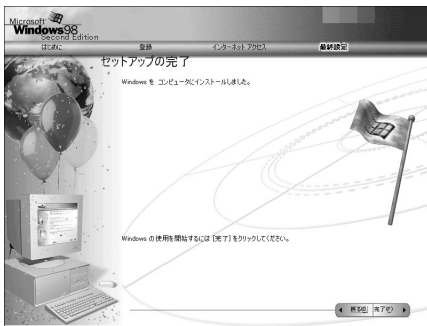 Microsoft
Windows98
Second Edition
はじめに 登録 インターネット アクセス 最終設定
セットアップの完了
Windows を コンピュータにインストールしました。
Windows の使用を開始するには [完了] をクリックしてください。
戻る(B) 完了(F)